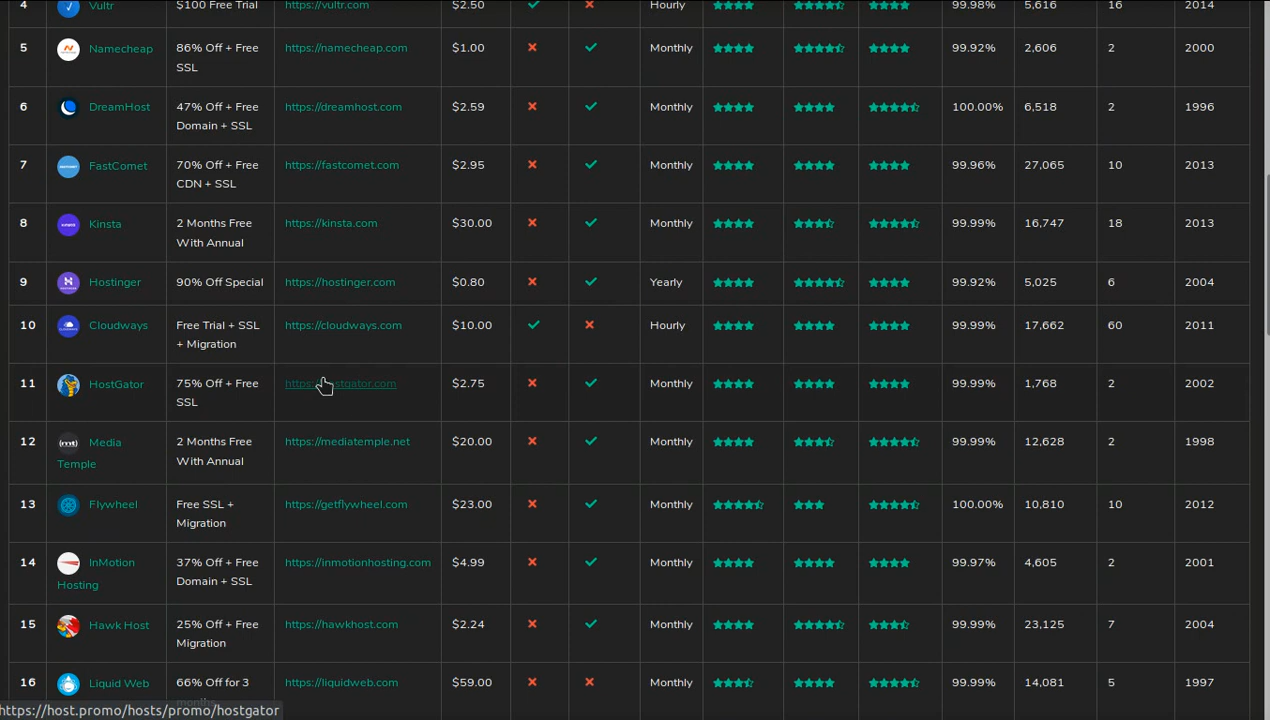 4 Vultr $100 Free Trial https://vultr.com $2.50 Hourly 99.98% 5,616 16 2014
5 Namecheap 86% Off + Free https://namecheap.com $1.00 Monthly 99.92% 2,606 2 2000
SSL
6 DreamHost 47% Off + Free https://dreamhost.com $2.59 Monthly 100.00% 6,518 2 1996
Domain + SSL
7 FastComet 70% Off + Free https://fastcomet.com $2.95 Monthly 99.96% 27,065 10 2013
CDN + SSL
8 Kinsta 2 Months Free https://kinsta.com $30.00 Monthly 99.99% 16,747 18 2013
With Annual
9 Hostinger 90% Off Special https://hostinger.com $0.80 Yearly 99.92% 5,025 6 2004
10 Cloudways Free Trial + SSL https://cloudways.com $10.00 Hourly 99.99% 17,662 60 2011
+ Migration
11 HostGator 75% Off + Free https://hostgator.com $2.75 Monthly 99.99% 1,768 2 2002
SSL
12 Media 2 Months Free https://mediatemple.net $20.00 Monthly 99.99% 12,628 2 1998
Temple With Annual
13 Flywheel Free SSL + https://getflywheel.com $23.00 Monthly 100.00% 10,810 10 2012
Migration
14 InMotion 37% Off + Free https://inmotionhosting.com $4.99 Monthly 99.97% 4,605 2 2001
Hosting Domain + SSL
15 Hawk Host 25% Off + Free https://hawkhost.com $2.24 Monthly 99.99% 23,125 7 2004
Migration
16 Liquid Web 66% Off for 3 https://liquidweb.com $59.00 Monthly 99.99% 14,081 5 1997
months
https://host.promo/hosts/promo/hostgator